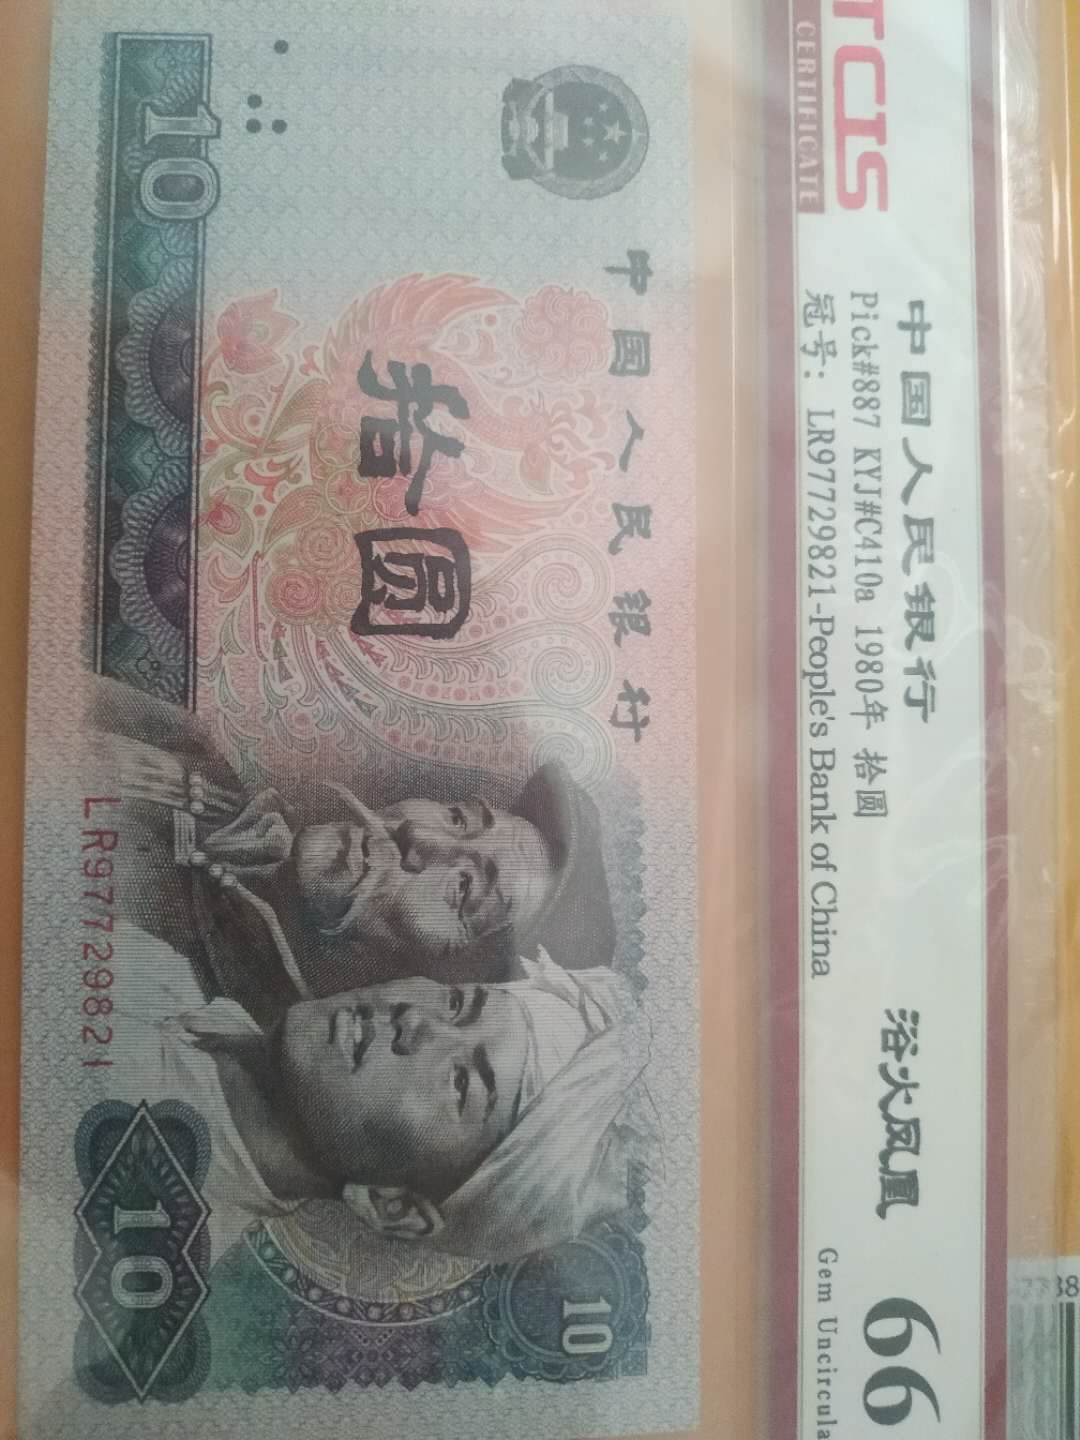 TCIS
CERTIFICATE
中国人民银行
Pick#887 KYJ#C410a 1980年 拾圆
冠号: LR97729821-People's Bank of China
浴火凤凰
66
Gem Uncircula
中国人民银行
拾圆
10
LR97729821
10
10